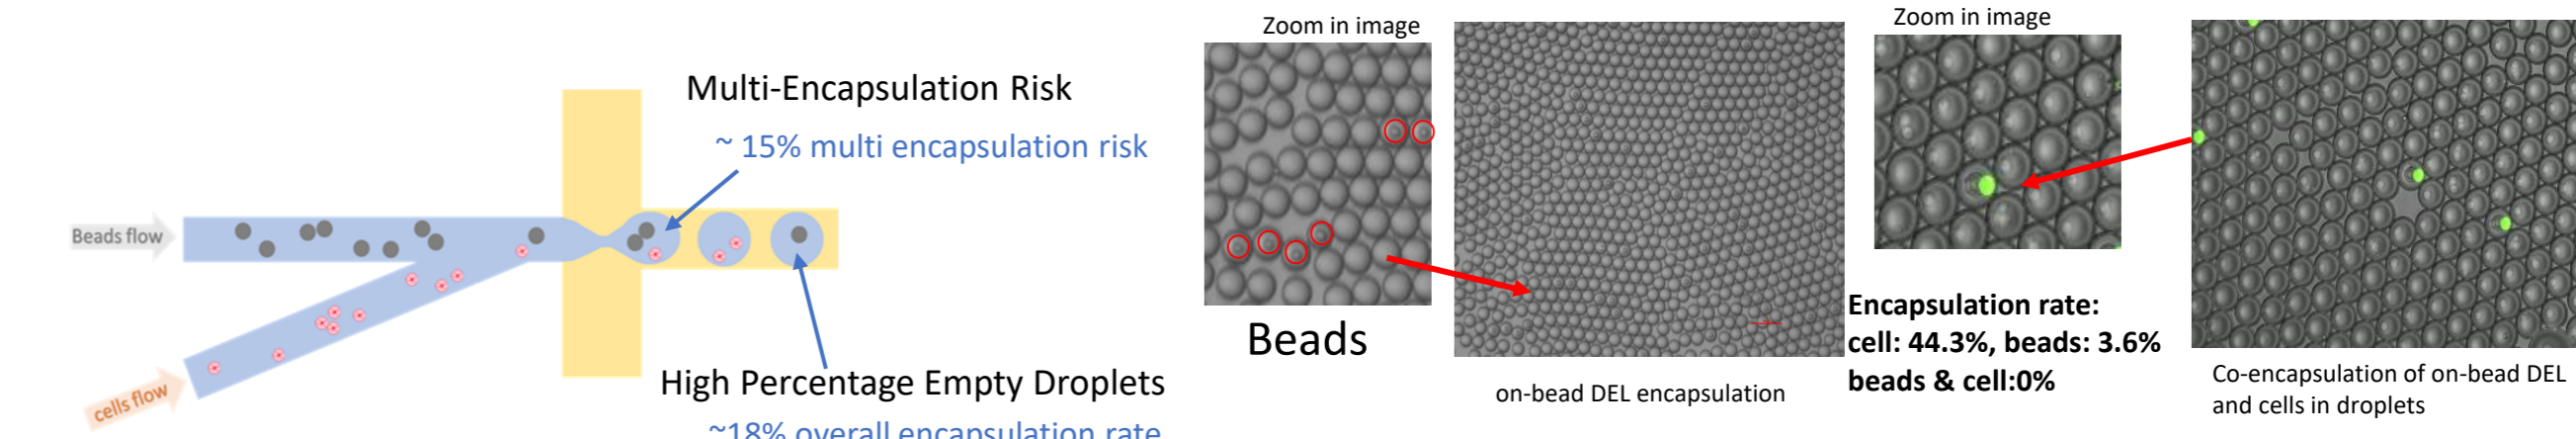 Multi-Encapsulation Risk
~ 15% multi encapsulation risk
Beads flow
cells flow
High Percentage Empty Droplets
~18% overall encapsulation rate
Zoom in image
Beads
on-bead DEL encapsulation
Zoom in image
Encapsulation rate:
cell: 44.3%, beads: 3.6%
beads & cell:0%
Co-encapsulation of on-bead DEL
and cells in droplets